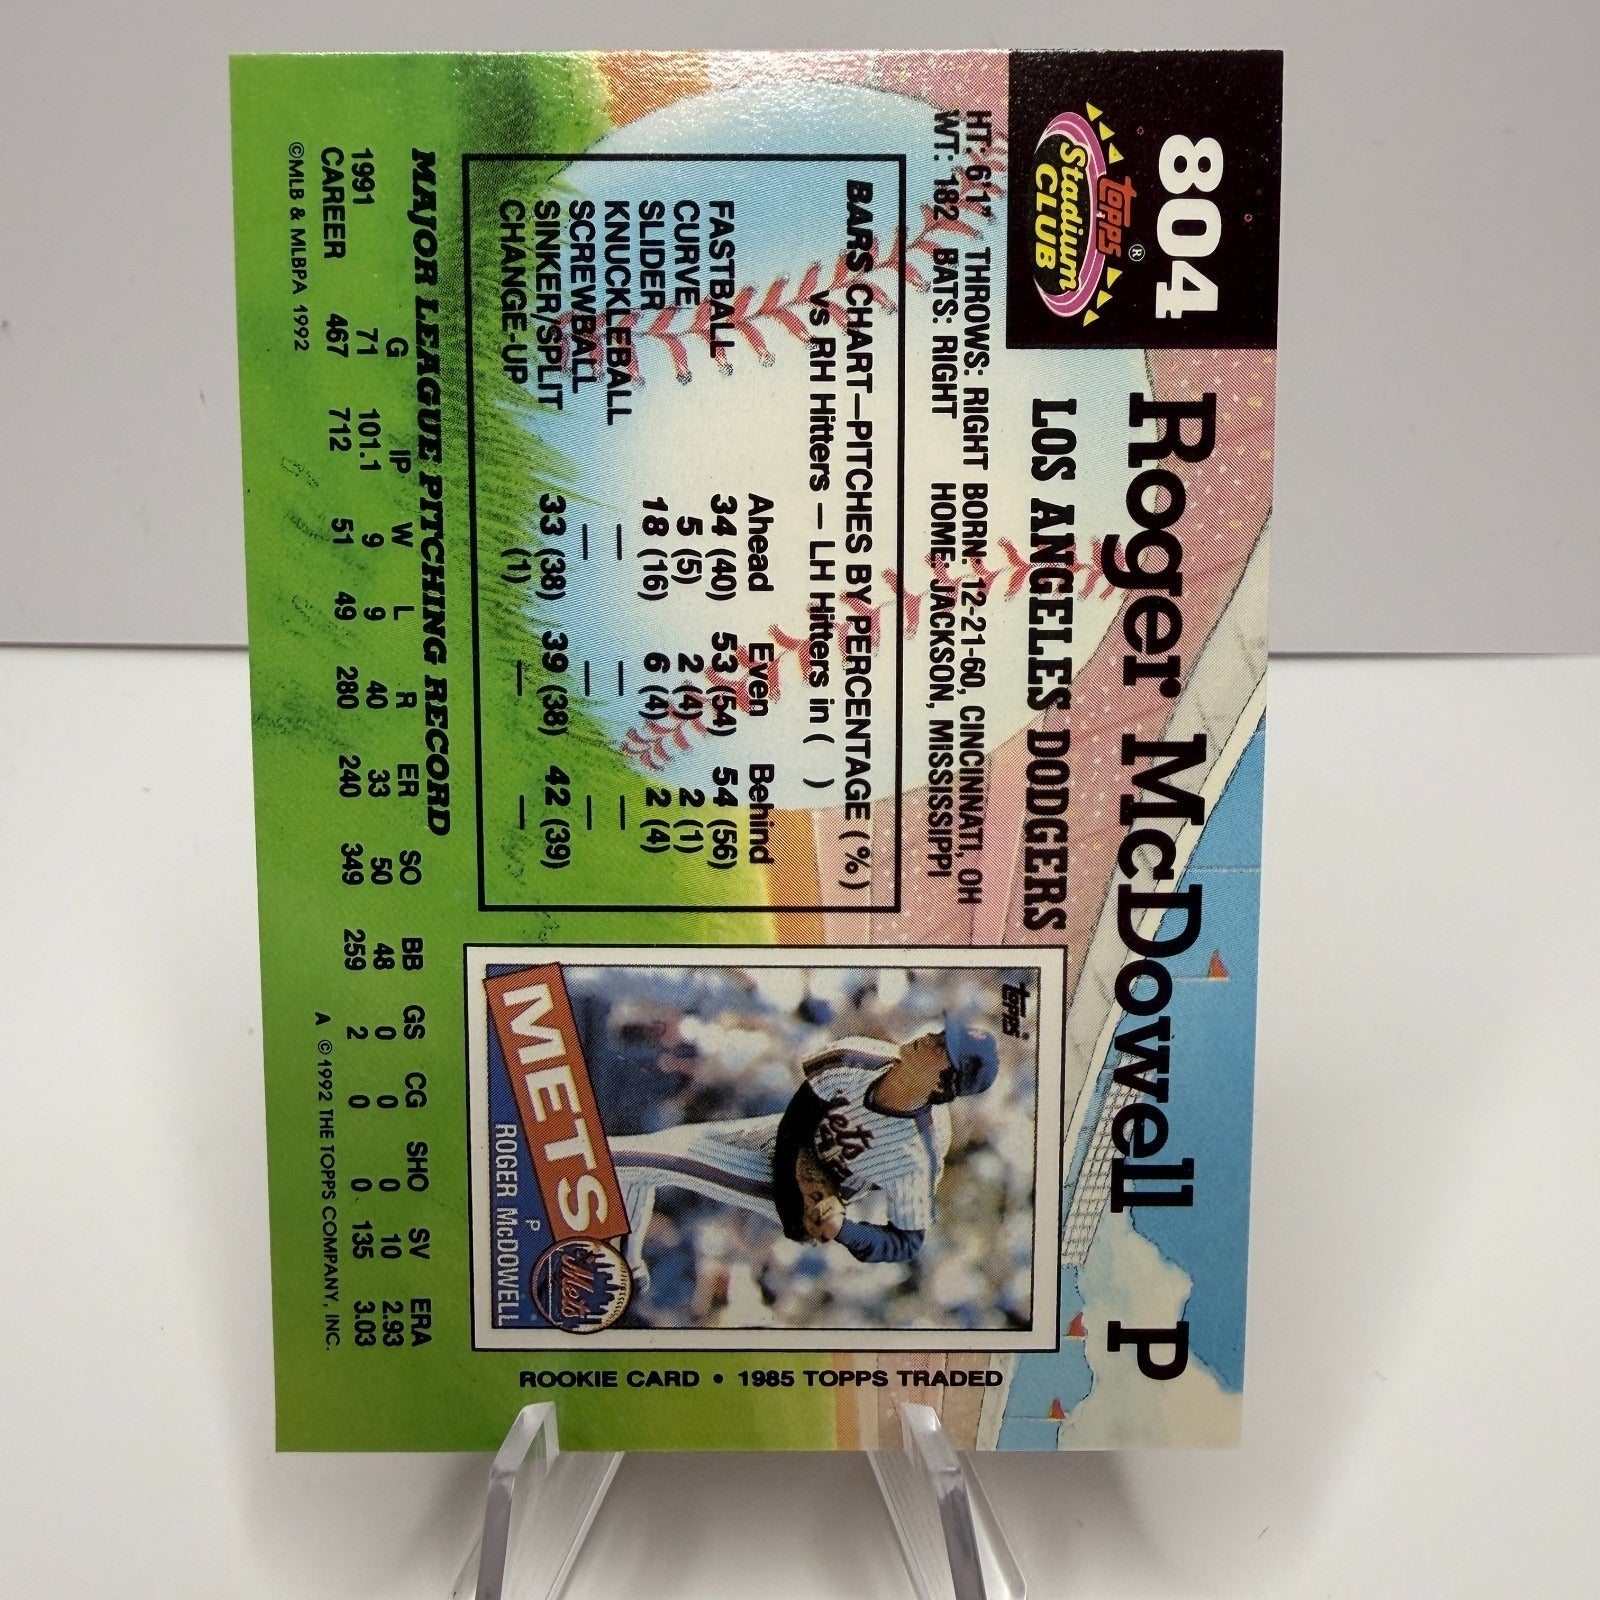 804
Topps®
Stadium
CLUB
Roger McDowell P
LOS ANGELES DODGERS
HT: 6'1" THROWS: RIGHT BORN: 12-21-60, CINCINNATI, OH
WT: 182 BATS: RIGHT HOME: JACKSON, MISSISSIPPI
BARS CHART—PITCHES BY PERCENTAGE (%)
vs RH Hitters — LH Hitters in ( )
Ahead Even Behind
FASTBALL 34 (40) 53 (54) 54 (56)
CURVE 5 (5) 2 (4) 2 (1)
SLIDER 18 (16) 6 (4) 2 (4)
KNUCKLEBALL — — —
SCREWBALL — — —
SINKER/SPLIT 33 (38) 39 (38) 42 (39)
CHANGE-UP (1) — —
topps
Mets
METS
P
Mets
ROGER McDOWELL
ROOKIE CARD • 1985 TOPPS TRADED
MAJOR LEAGUE PITCHING RECORD
G IP W L R ER SO BB GS CG SHO SV ERA
1991 71 101.1 9 9 40 33 50 48 0 0 0 10 2.93
CAREER 467 712 51 49 280 240 349 259 2 0 0 135 3.03
©MLB & MLBPA 1992
A ©1992 THE TOPPS COMPANY, INC.